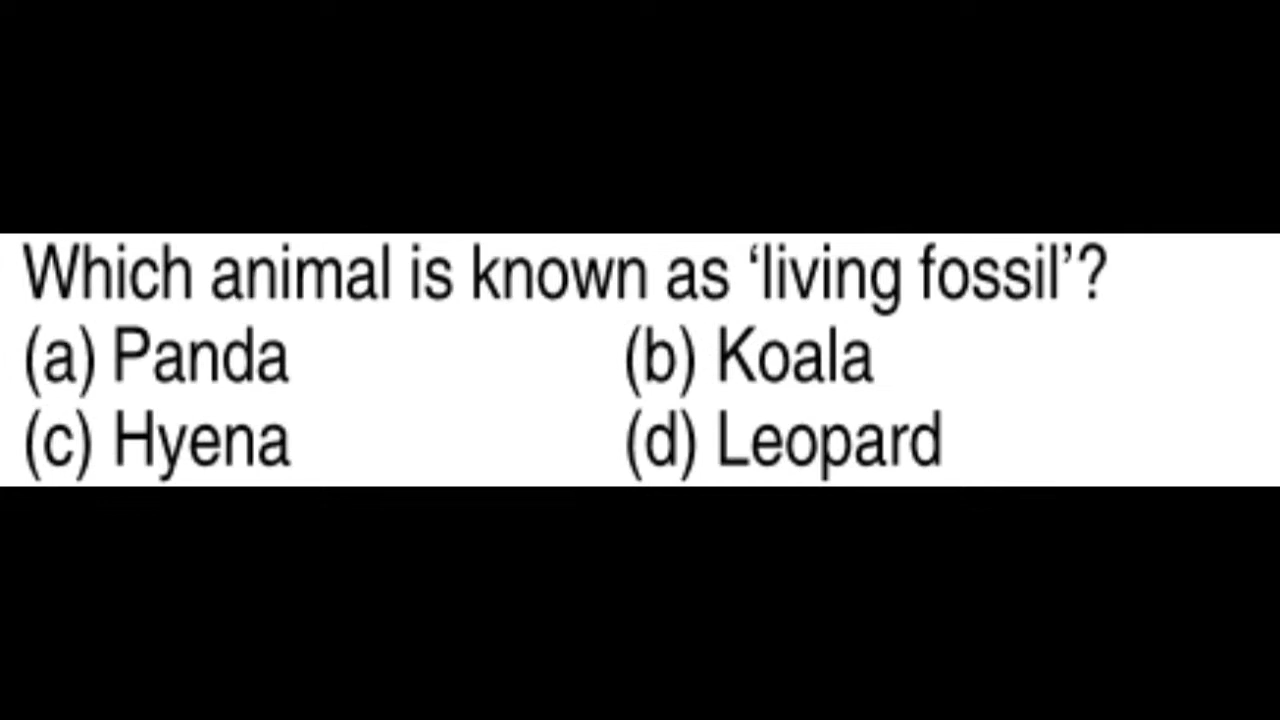 Which animal is known as ‘living fossil’?
(a) Panda (b) Koala
(c) Hyena (d) Leopard